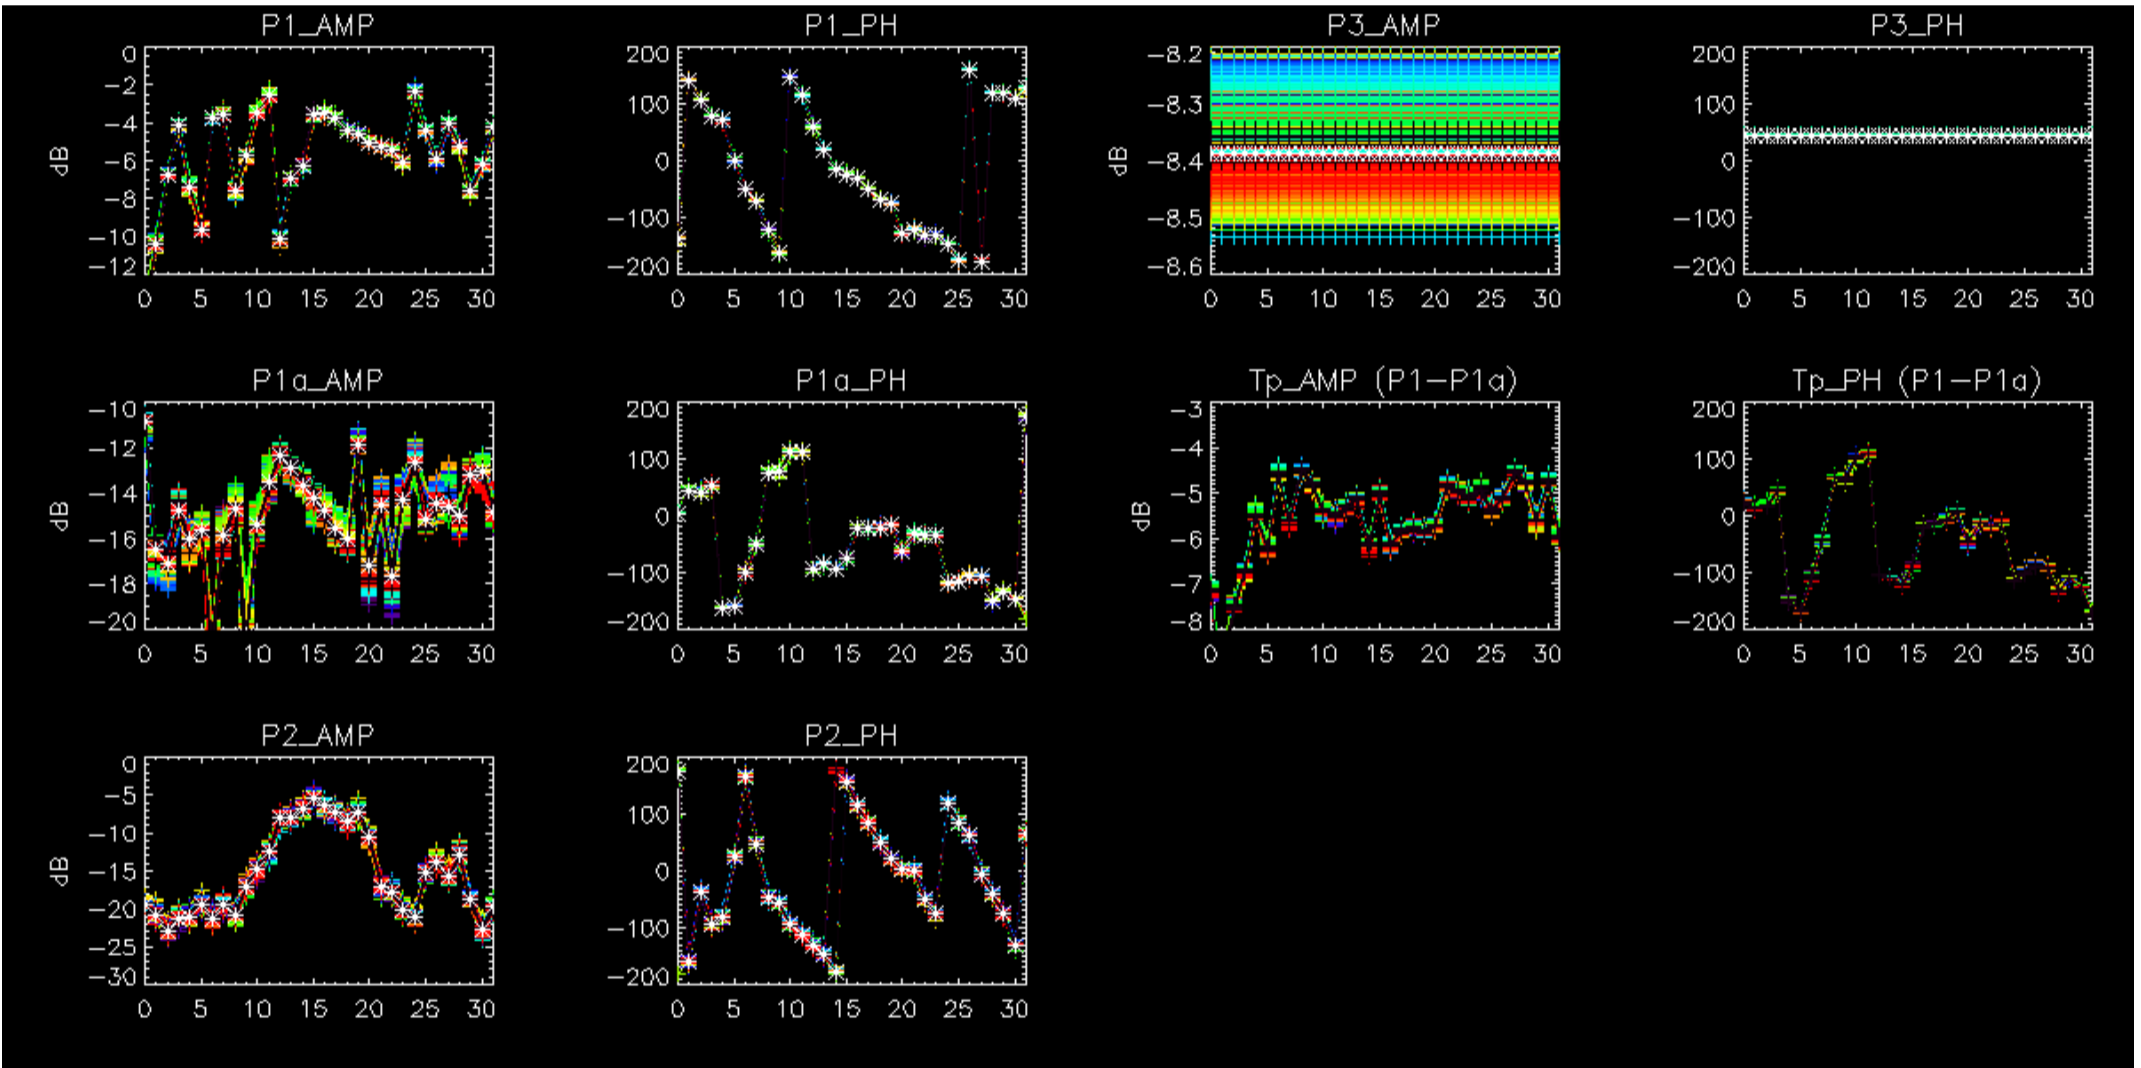 P1_AMP
0
−2
−4
−6
−8
−10
−12
dB
0 5 10 15 20 25 30
P1_PH
200
100
0
−100
−200
0 5 10 15 20 25 30
P3_AMP
−8.2
−8.3
−8.4
−8.5
−8.6
dB
0 5 10 15 20 25 30
P3_PH
200
100
0
−100
−200
0 5 10 15 20 25 30
P1a_AMP
−10
−12
−14
−16
−18
−20
dB
0 5 10 15 20 25 30
P1a_PH
200
100
0
−100
−200
0 5 10 15 20 25 30
Tp_AMP (P1−P1a)
−3
−4
−5
−6
−7
−8
dB
0 5 10 15 20 25 30
Tp_PH (P1−P1a)
200
100
0
−100
−200
0 5 10 15 20 25 30
P2_AMP
0
−5
−10
−15
−20
−25
−30
dB
0 5 10 15 20 25 30
P2_PH
200
100
0
−100
−200
0 5 10 15 20 25 30